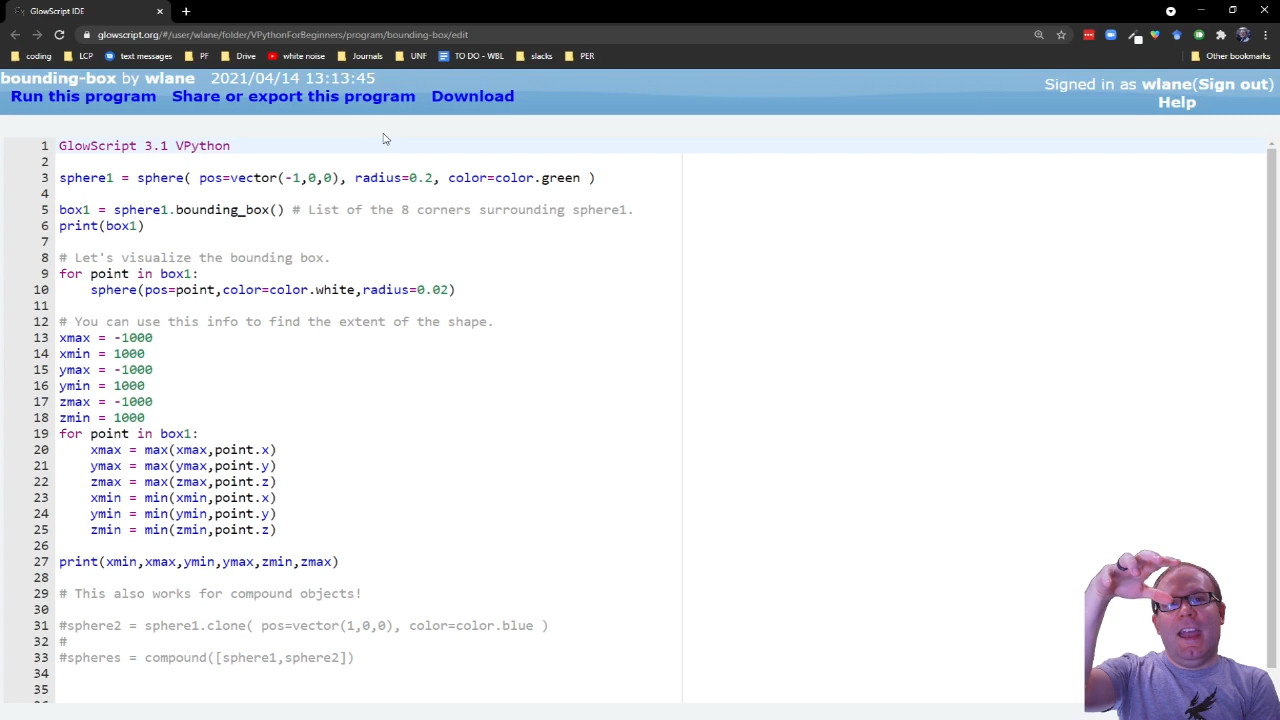 GlowScript IDE
glowscript.org/#/user/wlane/folder/VPythonForBeginners/program/bounding-box/edit
coding LCP text messages PF Drive white noise Journals UNF TO DO - WBL slacks PER Other bookmarks
bounding-box by wlane 2021/04/14 13:13:45
Signed in as wlane(Sign out)
Run this program Share or export this program Download
Help
1 GlowScript 3.1 VPython
2
3 sphere1 = sphere( pos=vector(-1,0,0), radius=0.2, color=color.green )
4
5 box1 = sphere1.bounding_box() # List of the 8 corners surrounding sphere1.
6 print(box1)
7
8 # Let's visualize the bounding box.
9 for point in box1:
10     sphere(pos=point,color=color.white,radius=0.02)
11
12 # You can use this info to find the extent of the shape.
13 xmax = -1000
14 xmin = 1000
15 ymax = -1000
16 ymin = 1000
17 zmax = -1000
18 zmin = 1000
19 for point in box1:
20     xmax = max(xmax,point.x)
21     ymax = max(ymax,point.y)
22     zmax = max(zmax,point.z)
23     xmin = min(xmin,point.x)
24     ymin = min(ymin,point.y)
25     zmin = min(zmin,point.z)
26
27 print(xmin,xmax,ymin,ymax,zmin,zmax)
28
29 # This also works for compound objects!
30
31 #sphere2 = sphere1.clone( pos=vector(1,0,0), color=color.blue )
32 #
33 #spheres = compound([sphere1,sphere2])
34
35